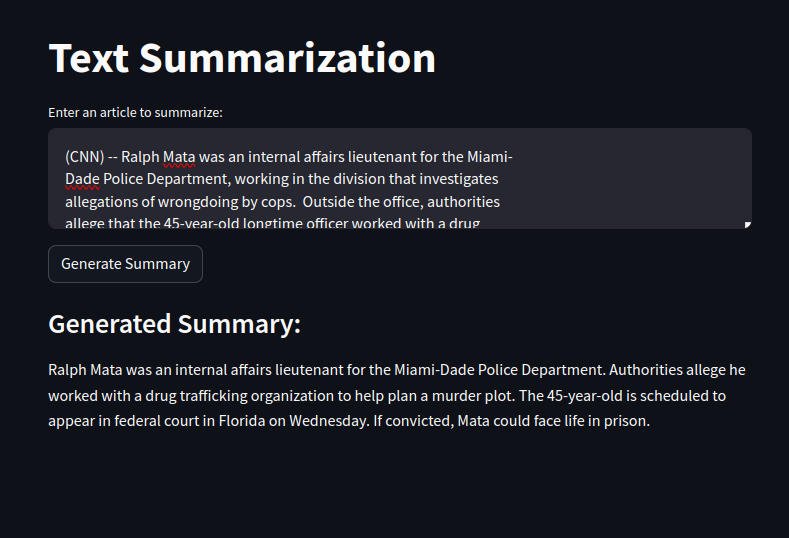 Text Summarization
Enter an article to summarize:
(CNN) -- Ralph Mata was an internal affairs lieutenant for the Miami-
Dade Police Department, working in the division that investigates
allegations of wrongdoing by cops.  Outside the office, authorities
allege that the 45-year-old longtime officer worked with a drug
Generate Summary
Generated Summary:
Ralph Mata was an internal affairs lieutenant for the Miami-Dade Police Department. Authorities allege he
worked with a drug trafficking organization to help plan a murder plot. The 45-year-old is scheduled to
appear in federal court in Florida on Wednesday. If convicted, Mata could face life in prison.